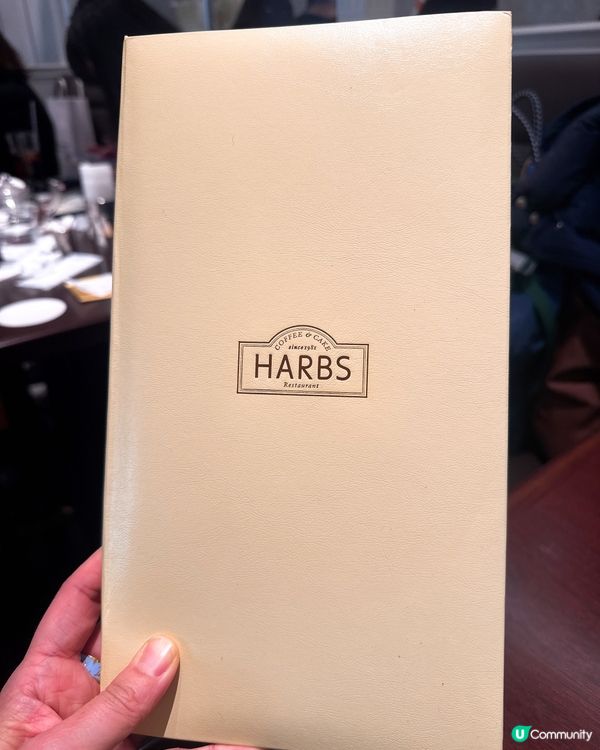 COFFEE & CAKE
since1981
HARBS
Restaurant
U Community